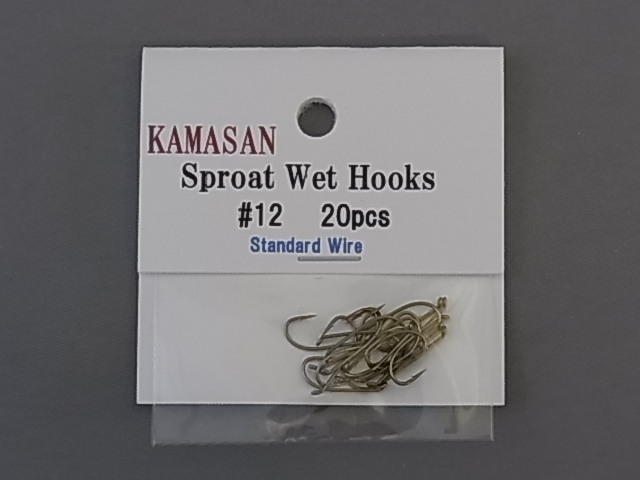 KAMASAN
Sproat Wet Hooks
#12 20pcs
Standard Wire